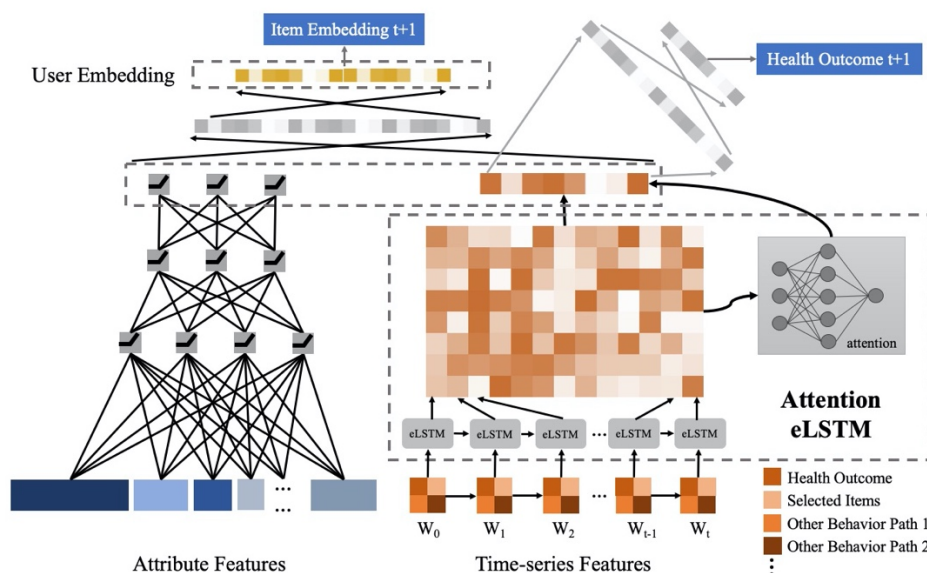 Item Embedding t+1
User Embedding
Health Outcome t+1
attention
Attention
eLSTM
eLSTM eLSTM eLSTM ... eLSTM eLSTM
...
...
W0 W1 W2 Wt-1 Wt
Health Outcome
Selected Items
Other Behavior Path 1
Other Behavior Path 2
⋮
Attribute Features
Time-series Features